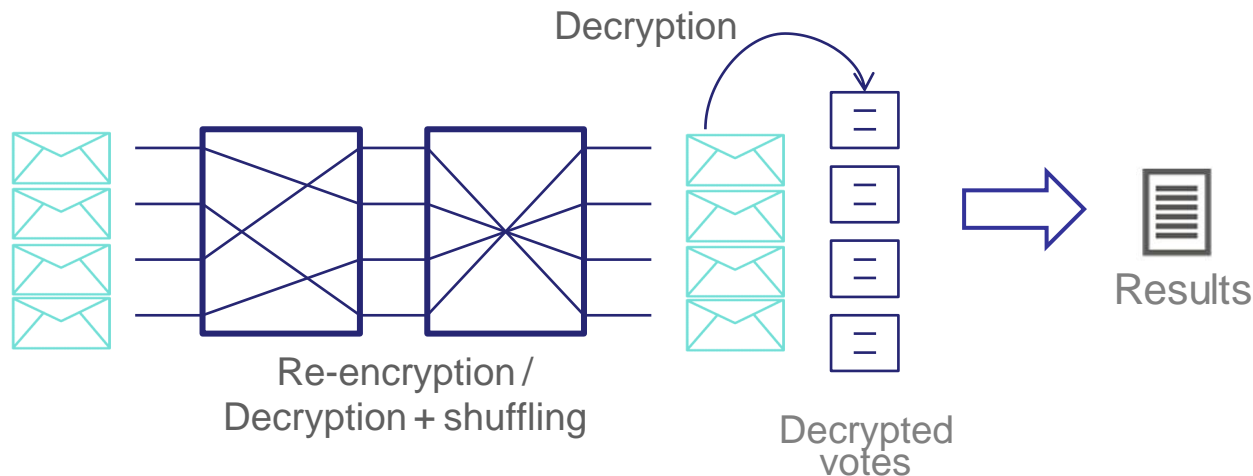 Decryption
Re-encryption /
Decryption + shuffling
Decrypted
votes
Results